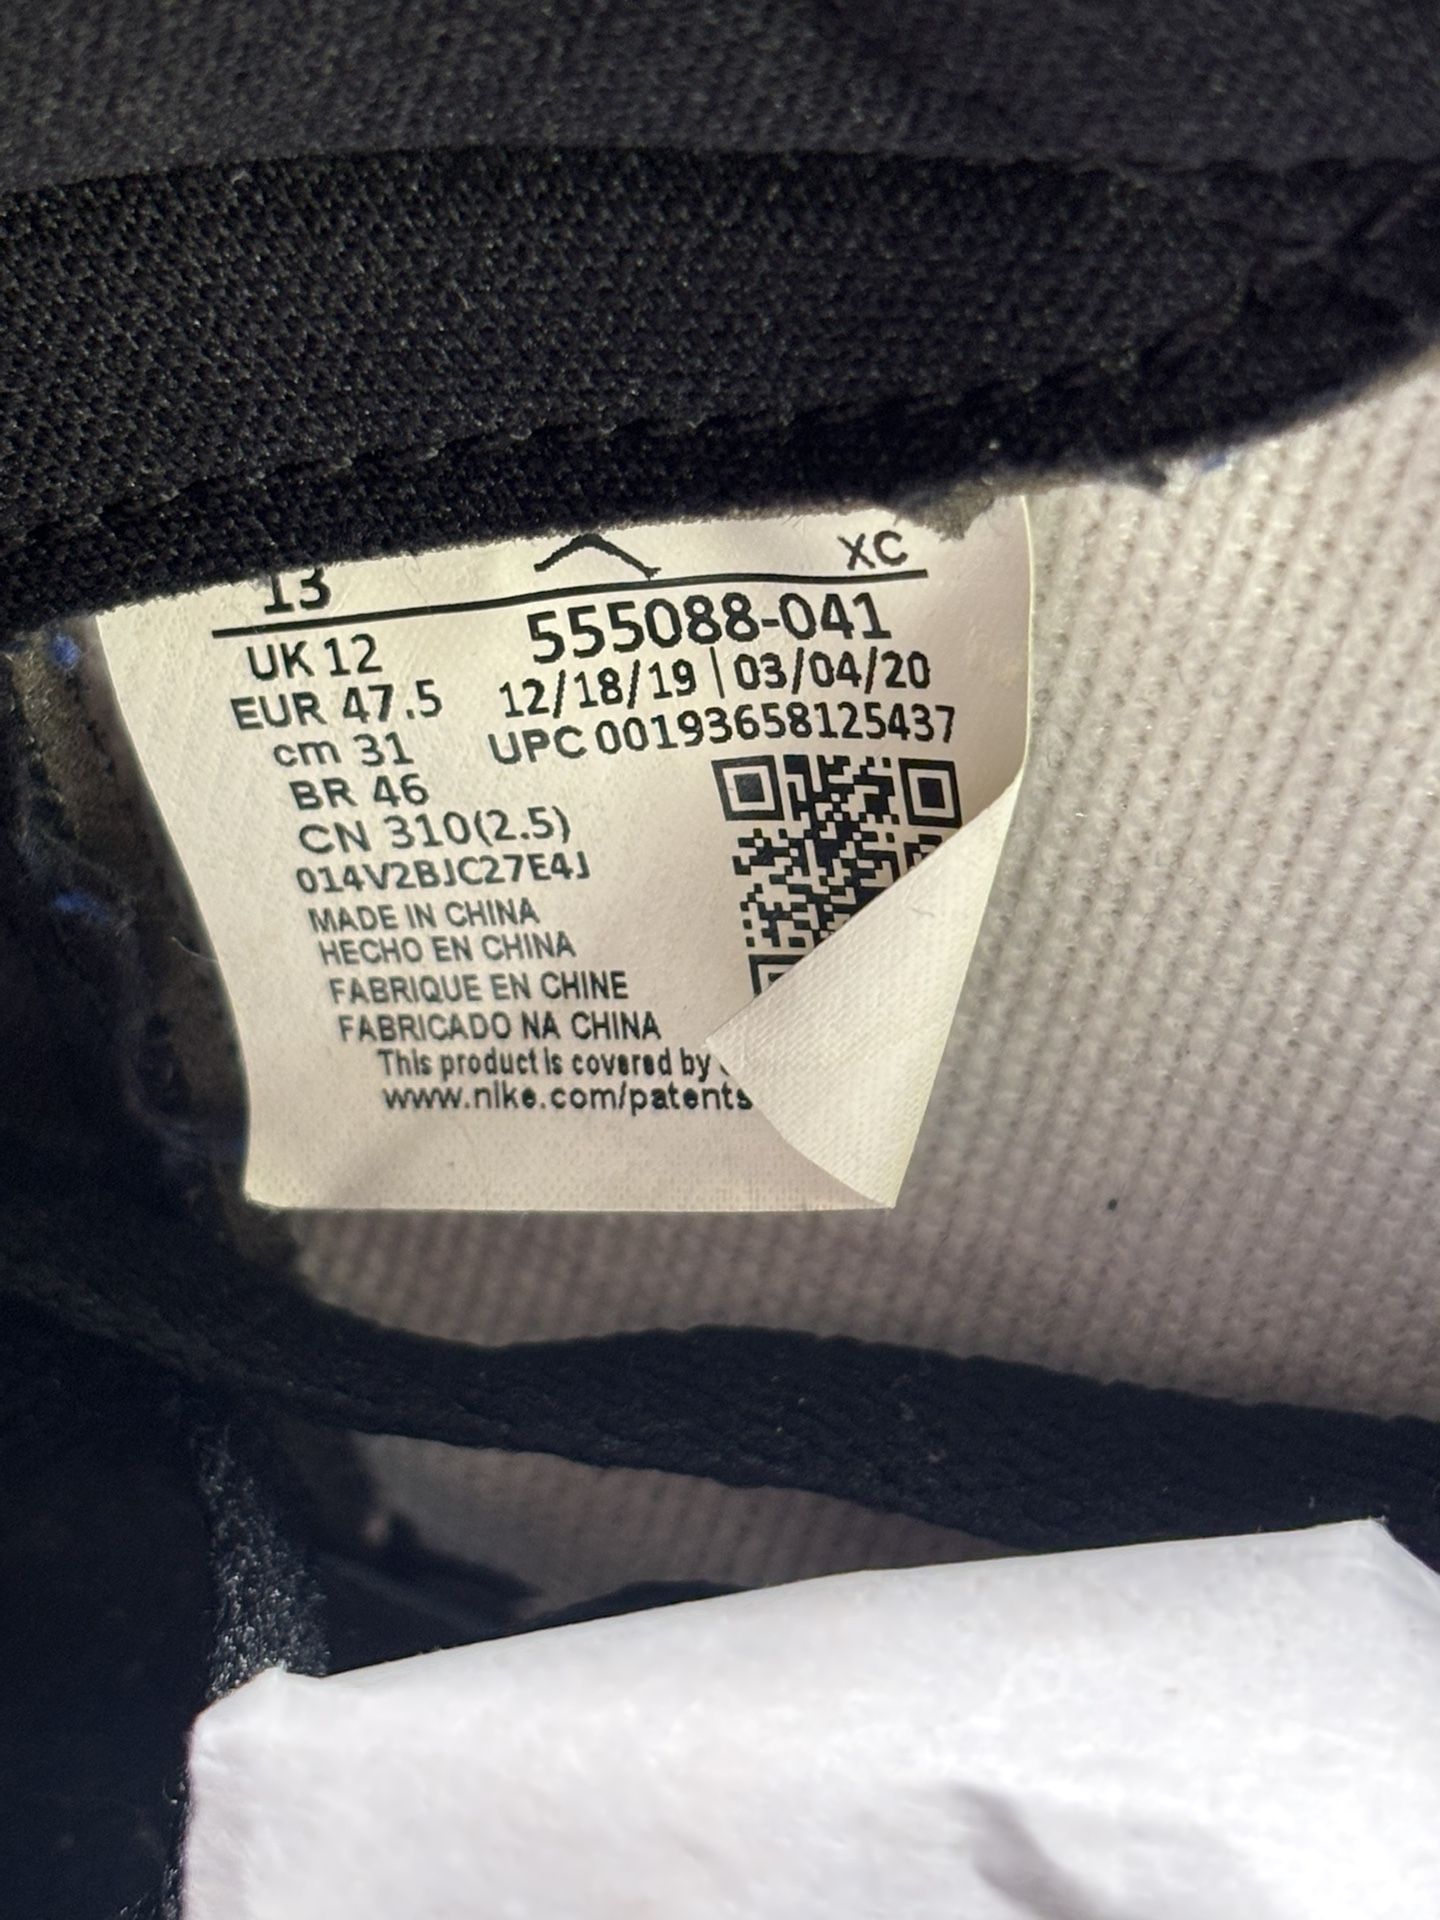 13 XC
UK 12 555088-041
EUR 47.5 12/18/19 | 03/04/20
cm 31 UPC 00193658125437
BR 46
CN 310(2.5)
014V2BJC27E4J
MADE IN CHINA
HECHO EN CHINA
FABRIQUE EN CHINE
FABRICADO NA CHINA
This product is covered by
www.nike.com/patents